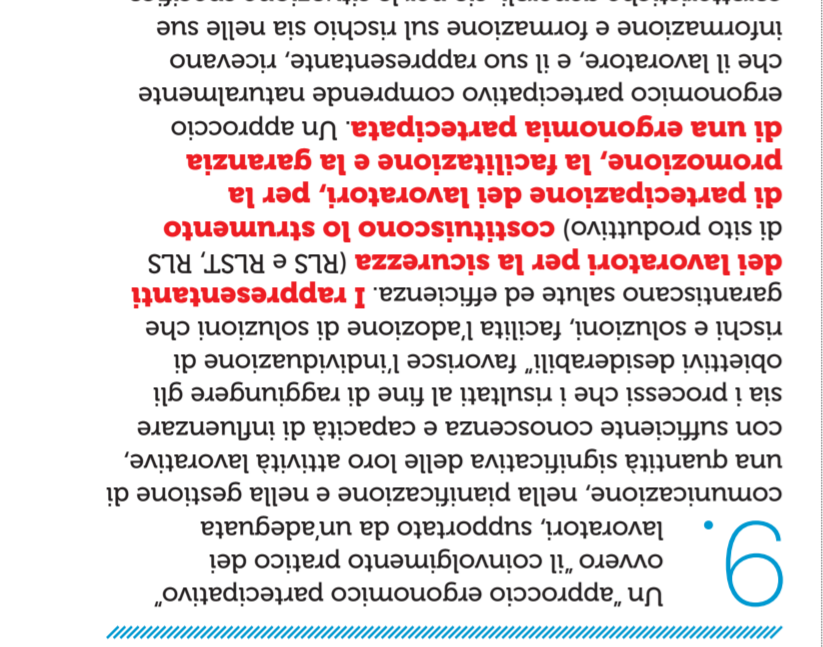 9.
Un “approccio ergonomico partecipativo”
ovvero “il coinvolgimento pratico dei
lavoratori, supportato da un’adeguata
comunicazione, nella pianificazione e nella gestione di
una quantità significativa delle loro attività lavorative,
con sufficiente conoscenza e capacità di influenzare
sia i processi che i risultati al fine di raggiungere gli
obiettivi desiderabili” favorisce l’individuazione di
rischi e soluzioni, facilita l’adozione di soluzioni che
garantiscano salute ed efficienza. I rappresentanti
dei lavoratori per la sicurezza (RLS e RLST, RLS
di sito produttivo) costituiscono lo strumento
di partecipazione dei lavoratori, per la
promozione, la facilitazione e la garanzia
di una ergonomia partecipata. Un approccio
ergonomico partecipativo comprende naturalmente
che il lavoratore, e il suo rappresentante, ricevano
informazione e formazione sul rischio sia nelle sue